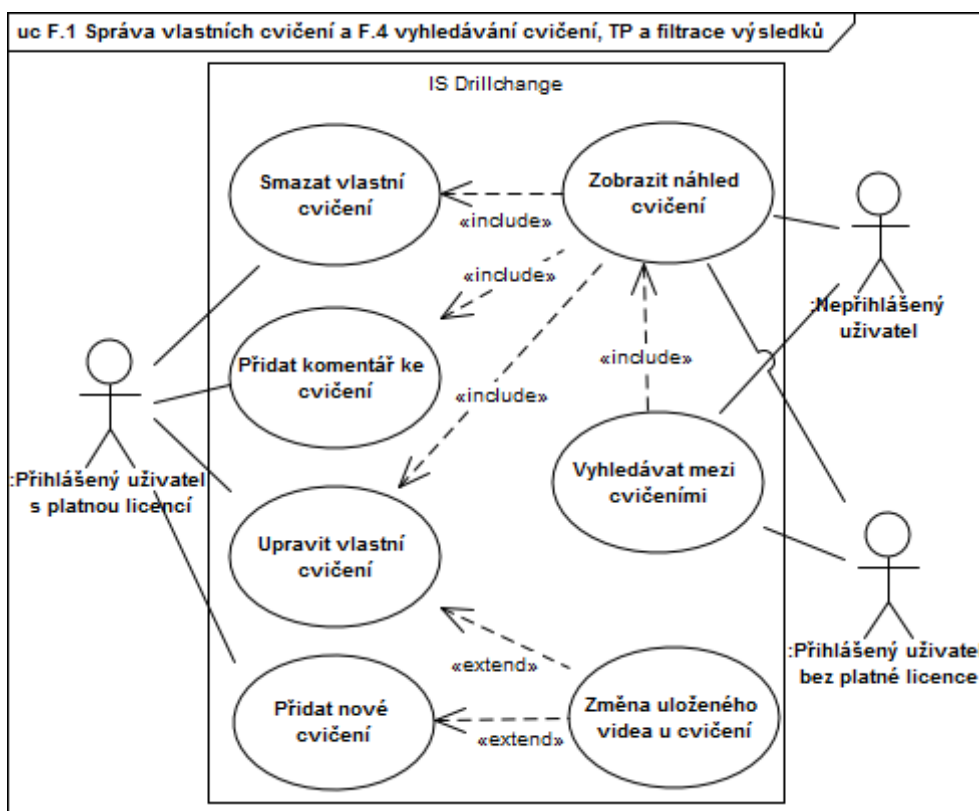 uc F.1 Správa vlastních cvičení a F.4 vyhledávání cvičení, TP a filtrace výsledků
IS Drillchange
Smazat vlastní
cvičení
«include»
Zobrazit náhled
cvičení
«include»
Přidat komentář ke
cvičení
«include»
«include»
:Nepřihlášený
uživatel
:Přihlášený uživatel
s platnou licencí
Vyhledávat mezi
cvičeními
Upravit vlastní
cvičení
:Přihlášený uživatel
bez platné licence
«extend»
Přidat nové
cvičení
«extend»
Změna uloženého
videa u cvičení